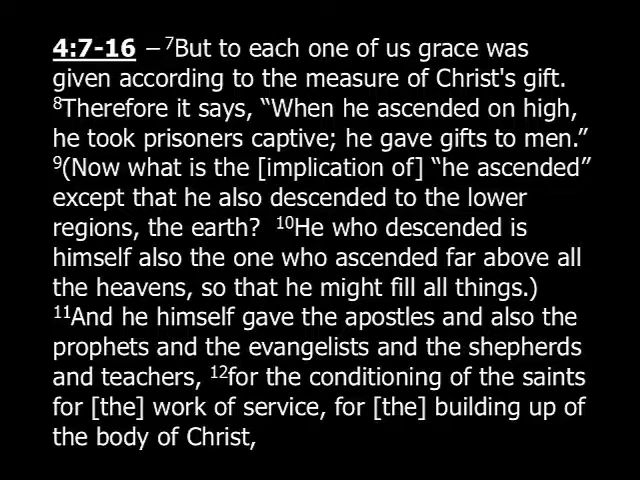 4:7-16 – 7But to each one of us grace was
given according to the measure of Christ's gift.
8Therefore it says, “When he ascended on high,
he took prisoners captive; he gave gifts to men.”
9(Now what is the [implication of] “he ascended”
except that he also descended to the lower
regions, the earth?  10He who descended is
himself also the one who ascended far above all
the heavens, so that he might fill all things.)
11And he himself gave the apostles and also the
prophets and the evangelists and the shepherds
and teachers, 12for the conditioning of the saints
for [the] work of service, for [the] building up of
the body of Christ,